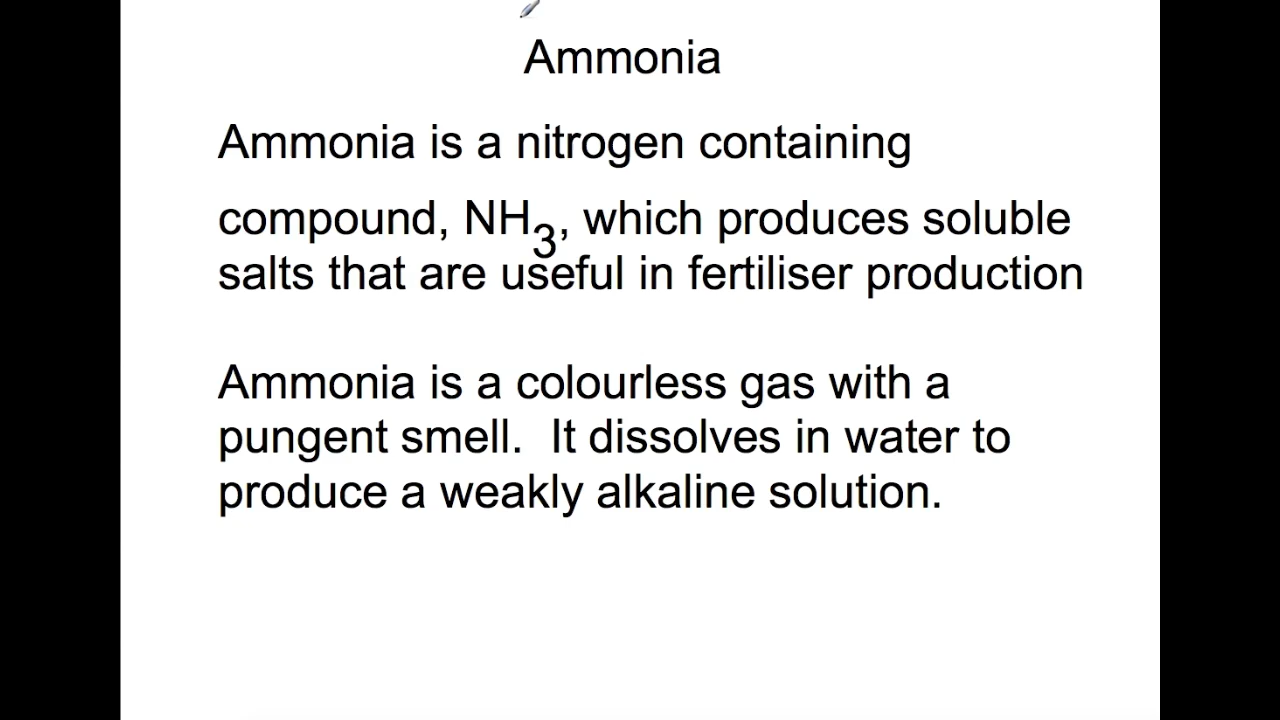 Ammonia
Ammonia is a nitrogen containing
compound, NH₃, which produces soluble
salts that are useful in fertiliser production
Ammonia is a colourless gas with a
pungent smell.  It dissolves in water to
produce a weakly alkaline solution.